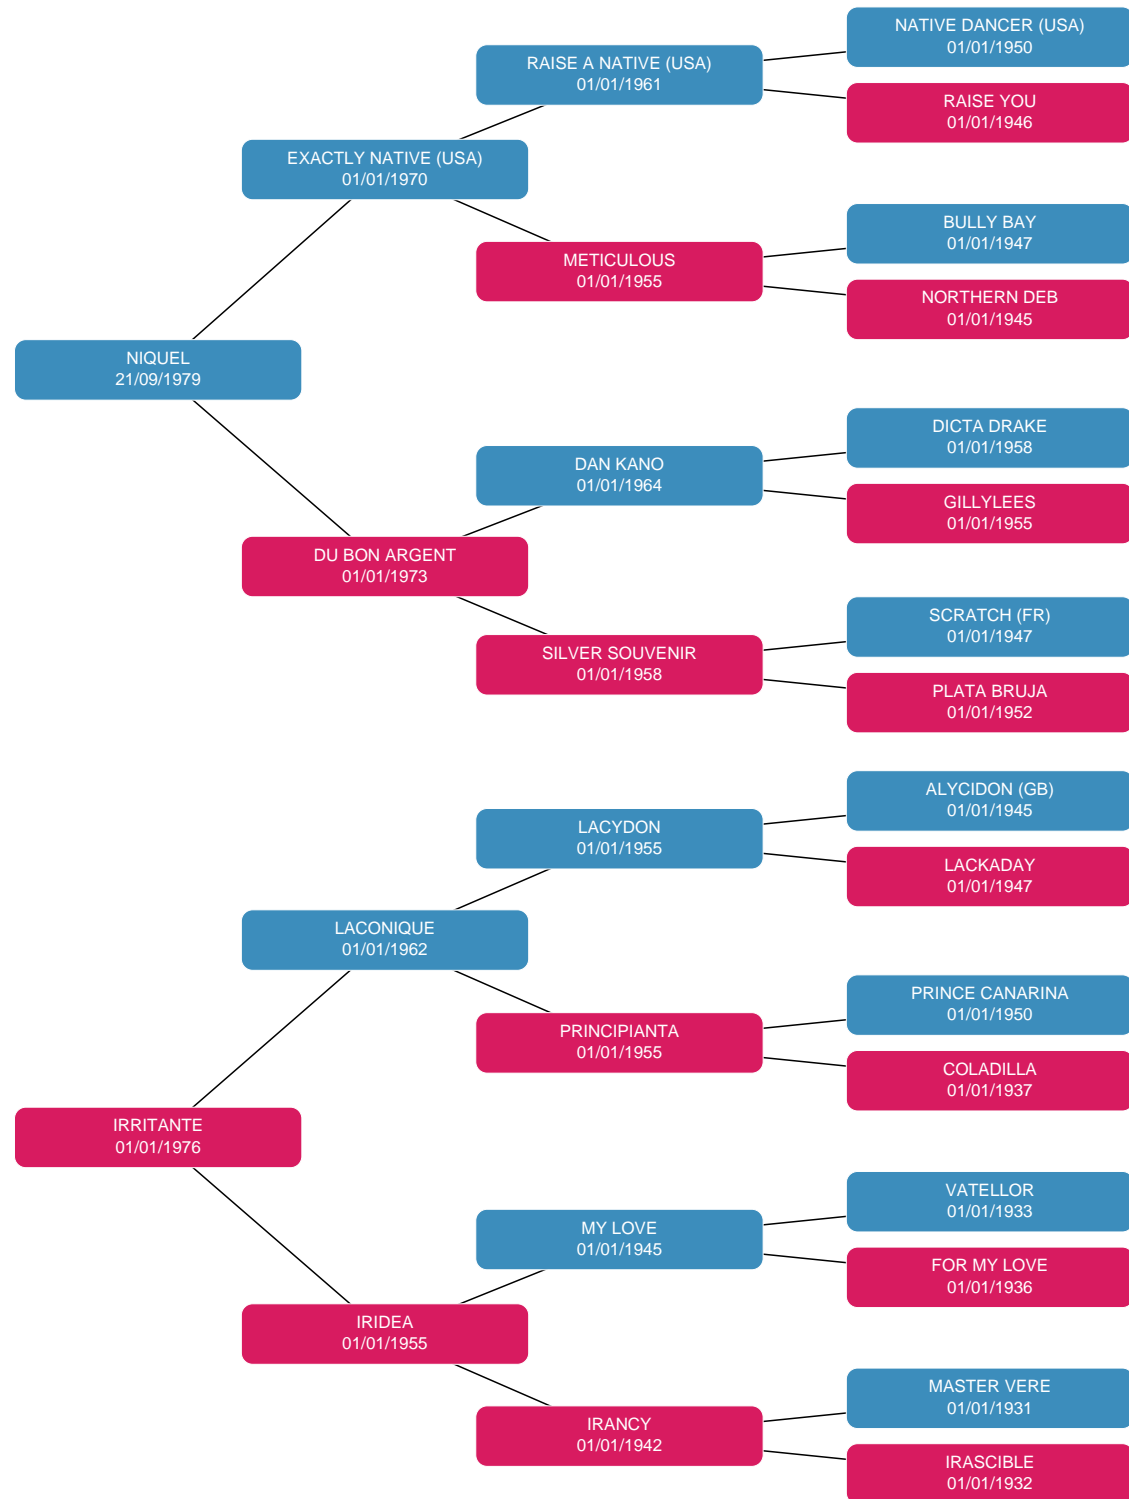 NATIVE DANCER (USA)
01/01/1950
RAISE A NATIVE (USA)
01/01/1961
RAISE YOU
01/01/1946
EXACTLY NATIVE (USA)
01/01/1970
BULLY BAY
01/01/1947
METICULOUS
01/01/1955
NORTHERN DEB
01/01/1945
NIQUEL
21/09/1979
DICTA DRAKE
01/01/1958
DAN KANO
01/01/1964
GILLYLEES
01/01/1955
DU BON ARGENT
01/01/1973
SCRATCH (FR)
01/01/1947
SILVER SOUVENIR
01/01/1958
PLATA BRUJA
01/01/1952
ALYCIDON (GB)
01/01/1945
LACYDON
01/01/1955
LACKADAY
01/01/1947
LACONIQUE
01/01/1962
PRINCE CANARINA
01/01/1950
PRINCIPIANTA
01/01/1955
COLADILLA
01/01/1937
IRRITANTE
01/01/1976
VATELLOR
01/01/1933
MY LOVE
01/01/1945
FOR MY LOVE
01/01/1936
IRIDEA
01/01/1955
MASTER VERE
01/01/1931
IRANCY
01/01/1942
IRASCIBLE
01/01/1932